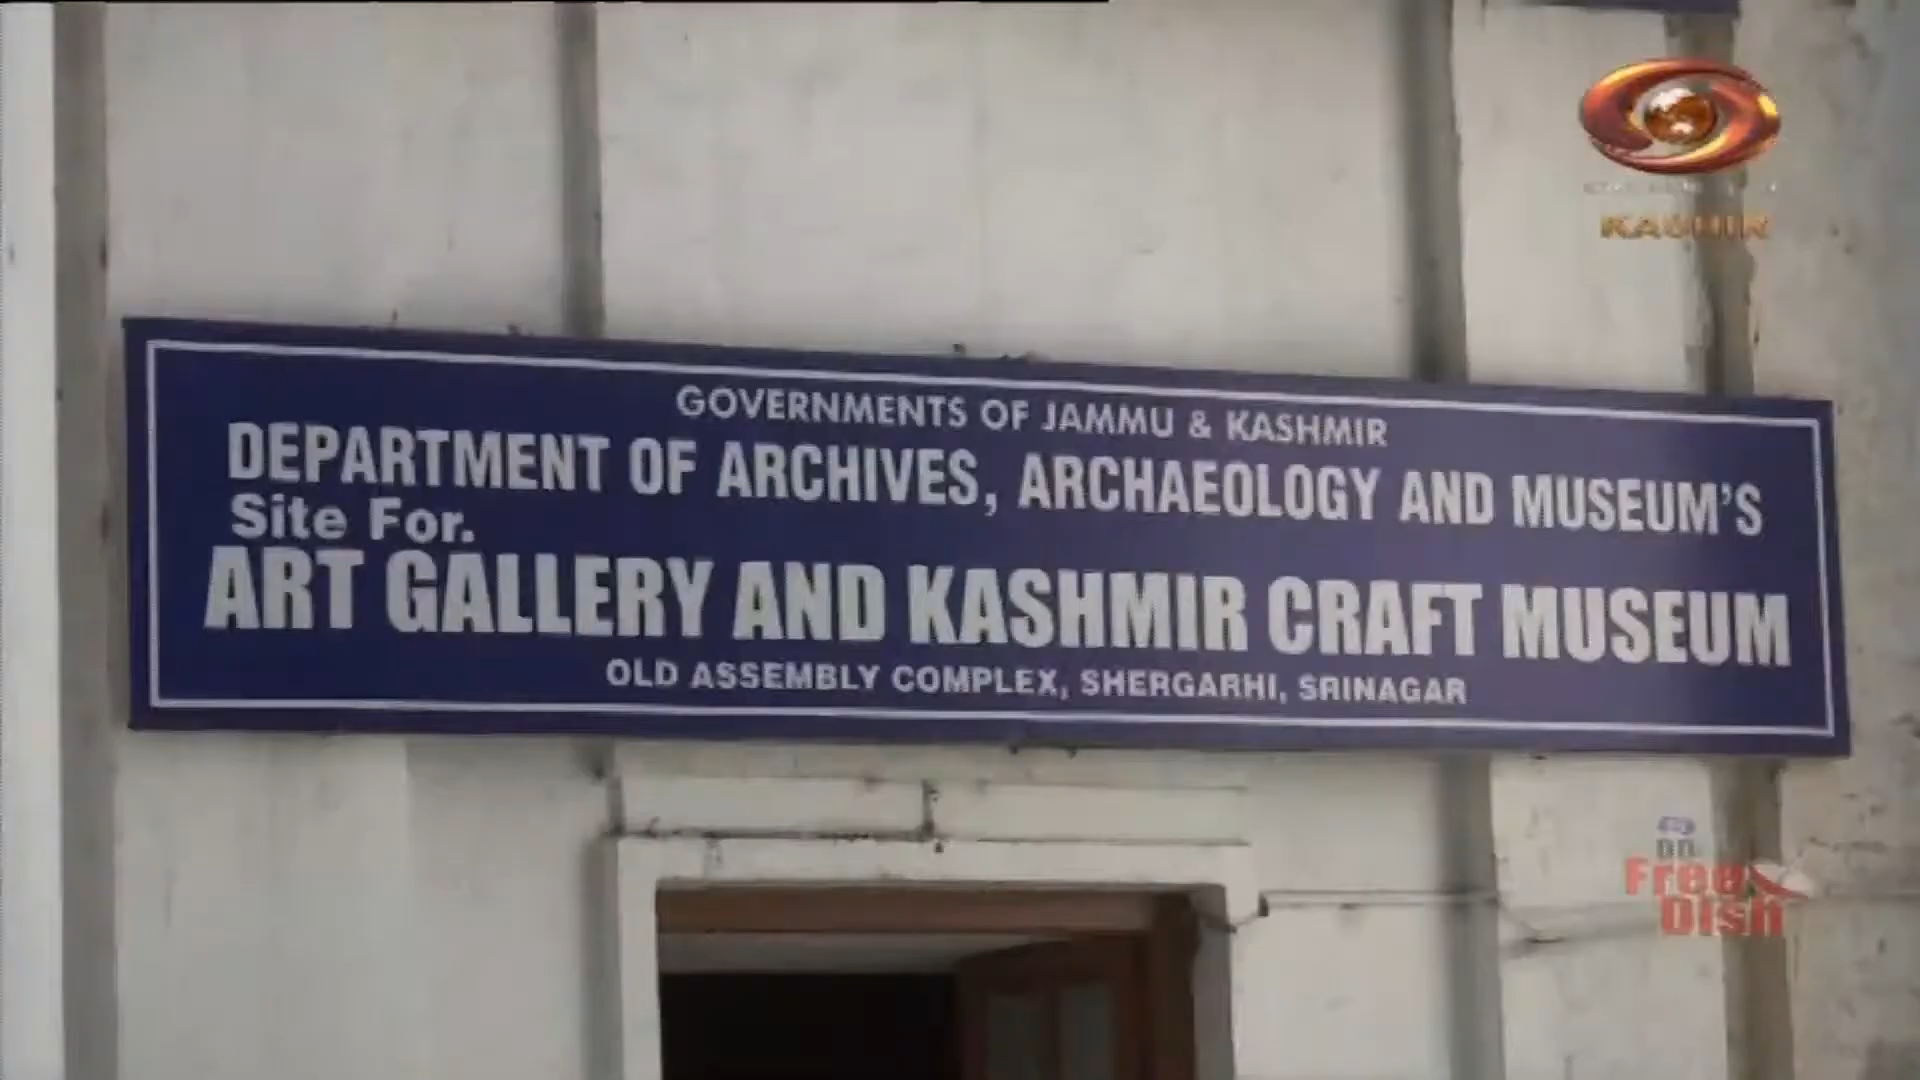 GOVERNMENTS OF JAMMU & KASHMIR
DEPARTMENT OF ARCHIVES, ARCHAEOLOGY AND MUSEUM'S
Site For.
ART GALLERY AND KASHMIR CRAFT MUSEUM
OLD ASSEMBLY COMPLEX, SHERGARHI, SRINAGAR
KASHIR
DD
Free
Dish